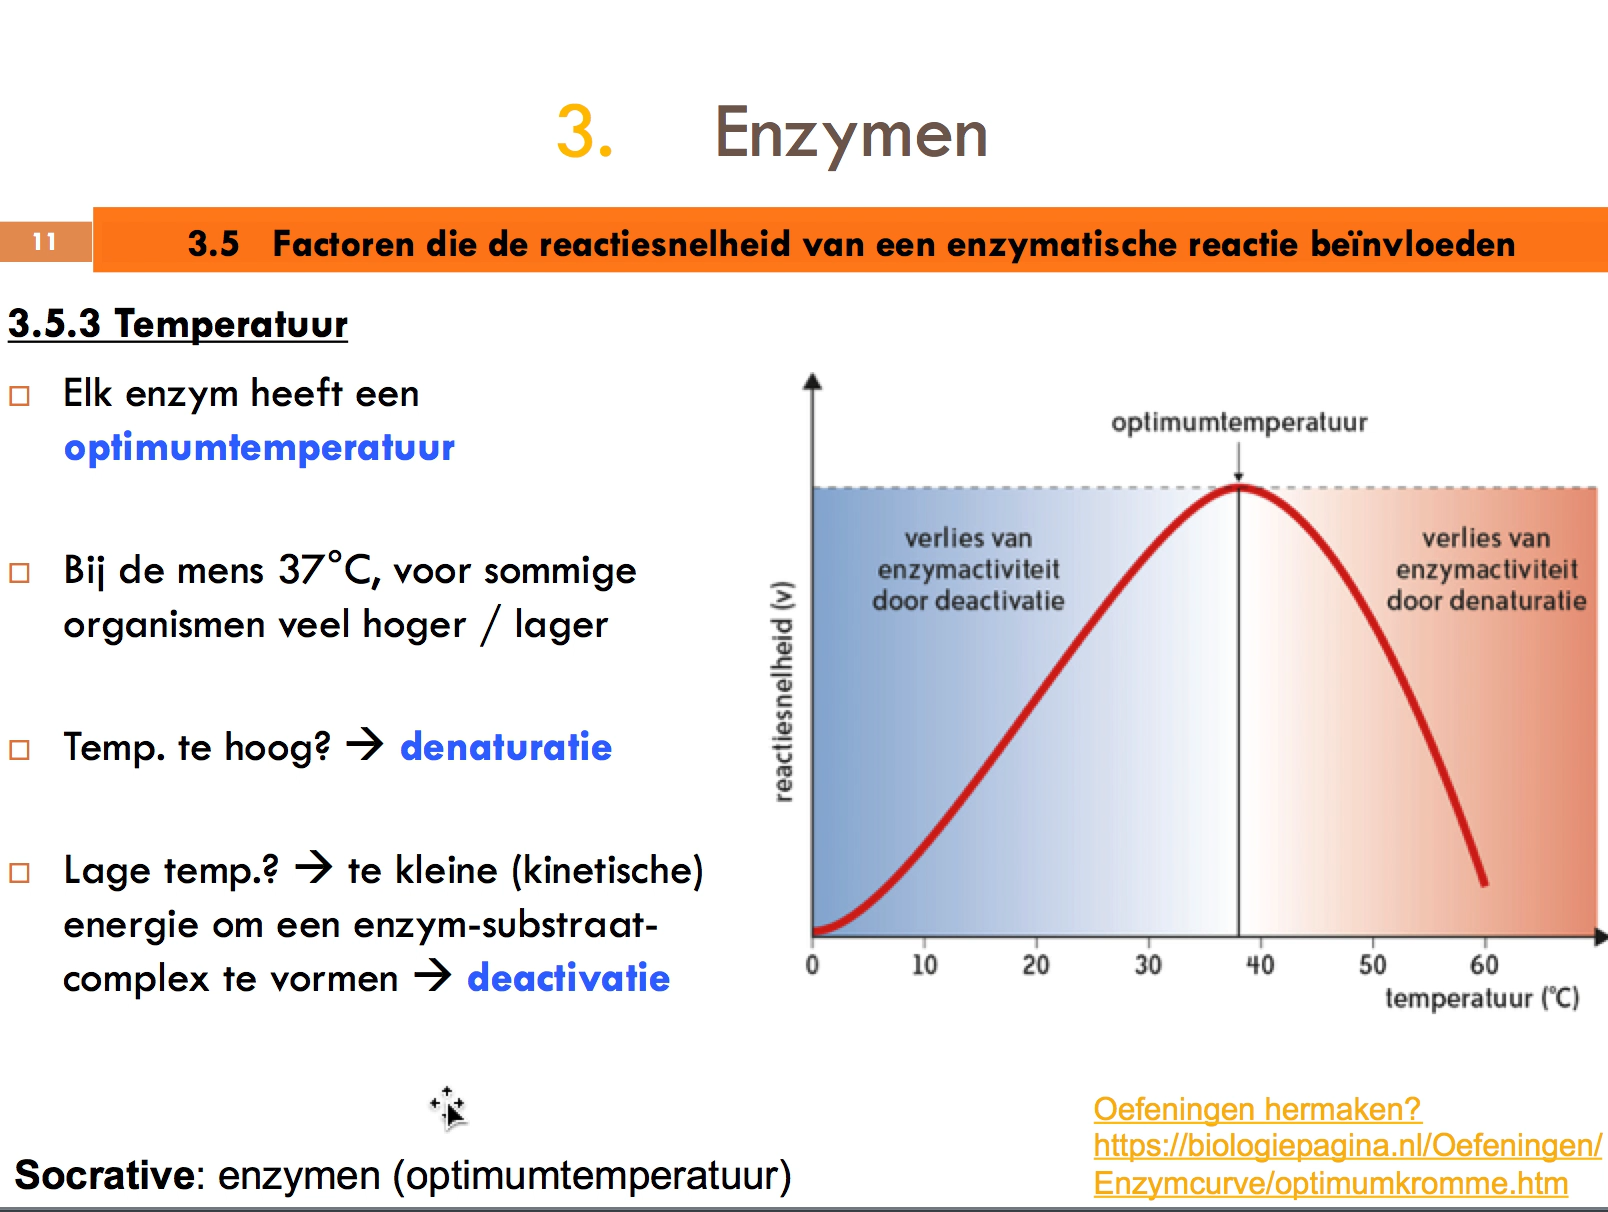 3. Enzymen
11
3.5 Factoren die de reactiesnelheid van een enzymatische reactie beïnvloeden
3.5.3 Temperatuur
Elk enzym heeft een
optimumtemperatuur
Bij de mens 37°C, voor sommige
organismen veel hoger / lager
Temp. te hoog? → denaturatie
Lage temp.? → te kleine (kinetische)
energie om een enzym-substraat-
complex te vormen → deactivatie
optimumtemperatuur
verlies van
enzymactiviteit
door deactivatie
verlies van
enzymactiviteit
door denaturatie
reactiesnelheid (v)
0 10 20 30 40 50 60
temperatuur (°C)
Oefeningen hermaken?
https://biologiepagina.nl/Oefeningen/
Enzymcurve/optimumkromme.htm
Socrative: enzymen (optimumtemperatuur)